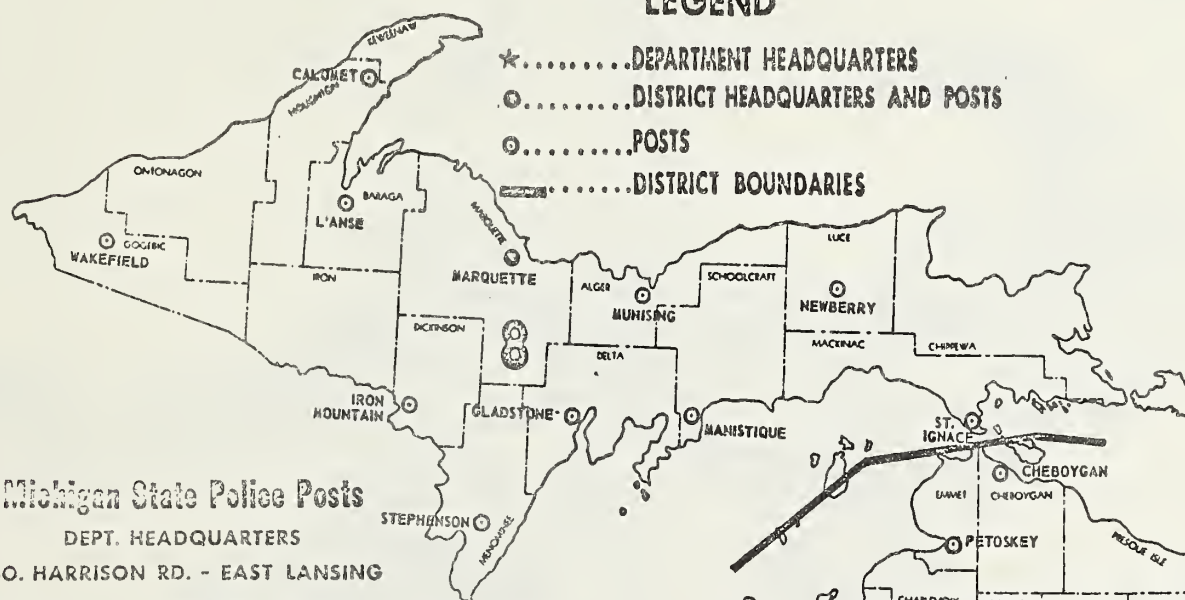 LEGEND
★.........DEPARTMENT HEADQUARTERS
.........DISTRICT HEADQUARTERS AND POSTS
.........POSTS
......DISTRICT BOUNDARIES
KEWEENAW
CALUMET
HOUGHTON
ONTONAGON
BARAGA
L'ANSE
GOGEBIC
WAKEFIELD
IRON
MARQUETTE
MARQUETTE
ALGER
MUNISING
SCHOOLCRAFT
LUCE
NEWBERRY
DICKINSON
8
DELTA
MACKINAC
CHIPPEWA
IRON
MOUNTAIN
GLADSTONE
MANISTIQUE
ST.
IGNACE
CHEBOYGAN
EMMET
CHEBOYGAN
STEPHENSON
MENOMINEE
PETOSKEY
PRESQUE ISLE
Michigan State Police Posts
DEPT. HEADQUARTERS
O. HARRISON RD. - EAST LANSING